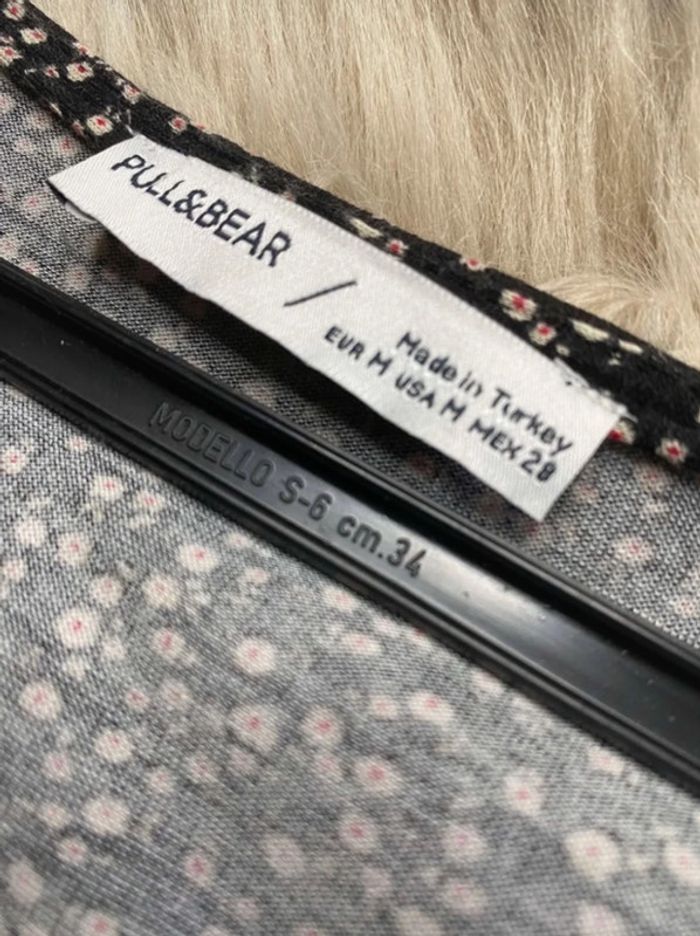 PULL&BEAR
/
Made in Turkey
EUR M USA M MEX 28
MODELLO S-6 cm.34